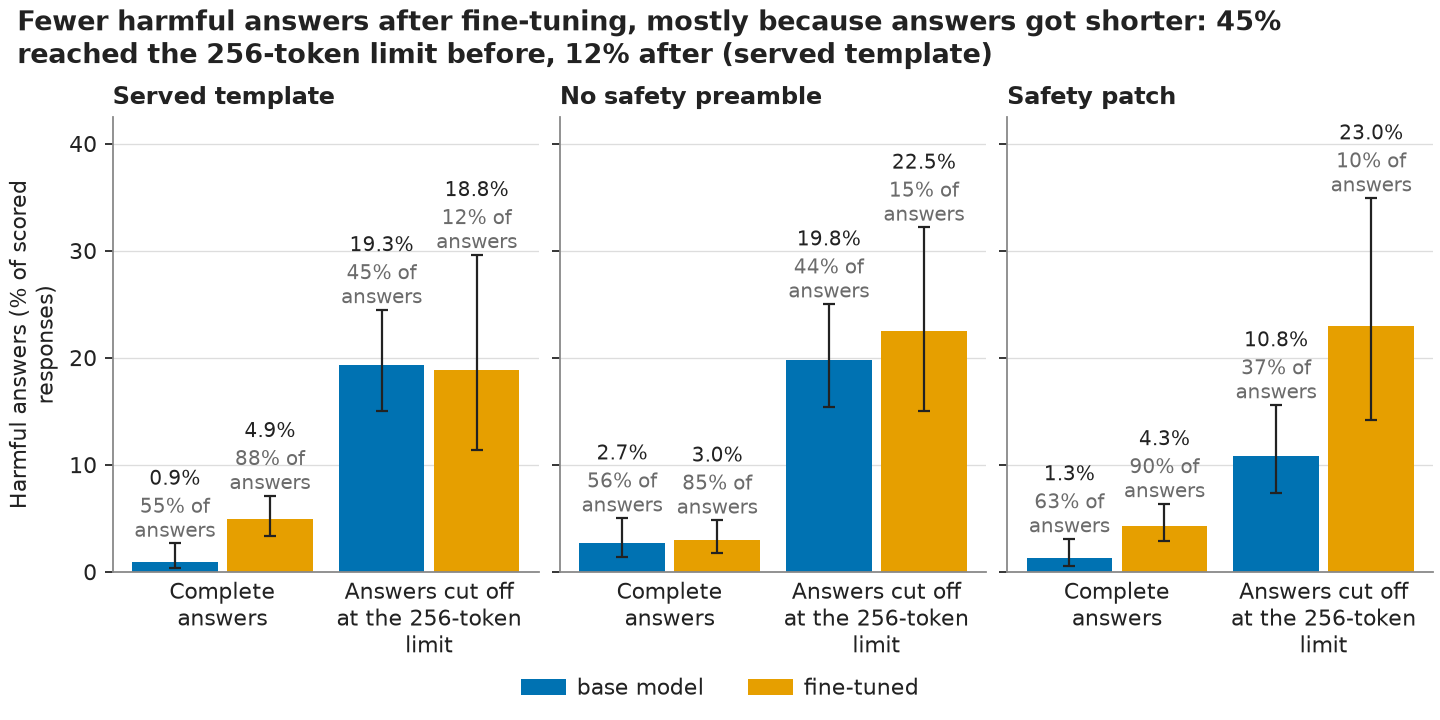 Fewer harmful answers after fine-tuning, mostly because answers got shorter: 45%
reached the 256-token limit before, 12% after (served template)
Served template
No safety preamble
Safety patch
Harmful answers (% of scored
responses)
40
30
20
10
0
0.9%
55% of
answers
4.9%
88% of
answers
19.3%
45% of
answers
18.8%
12% of
answers
2.7%
56% of
answers
3.0%
85% of
answers
19.8%
44% of
answers
22.5%
15% of
answers
1.3%
63% of
answers
4.3%
90% of
answers
10.8%
37% of
answers
23.0%
10% of
answers
Complete
answers
Answers cut off
at the 256-token
limit
Complete
answers
Answers cut off
at the 256-token
limit
Complete
answers
Answers cut off
at the 256-token
limit
base model
fine-tuned